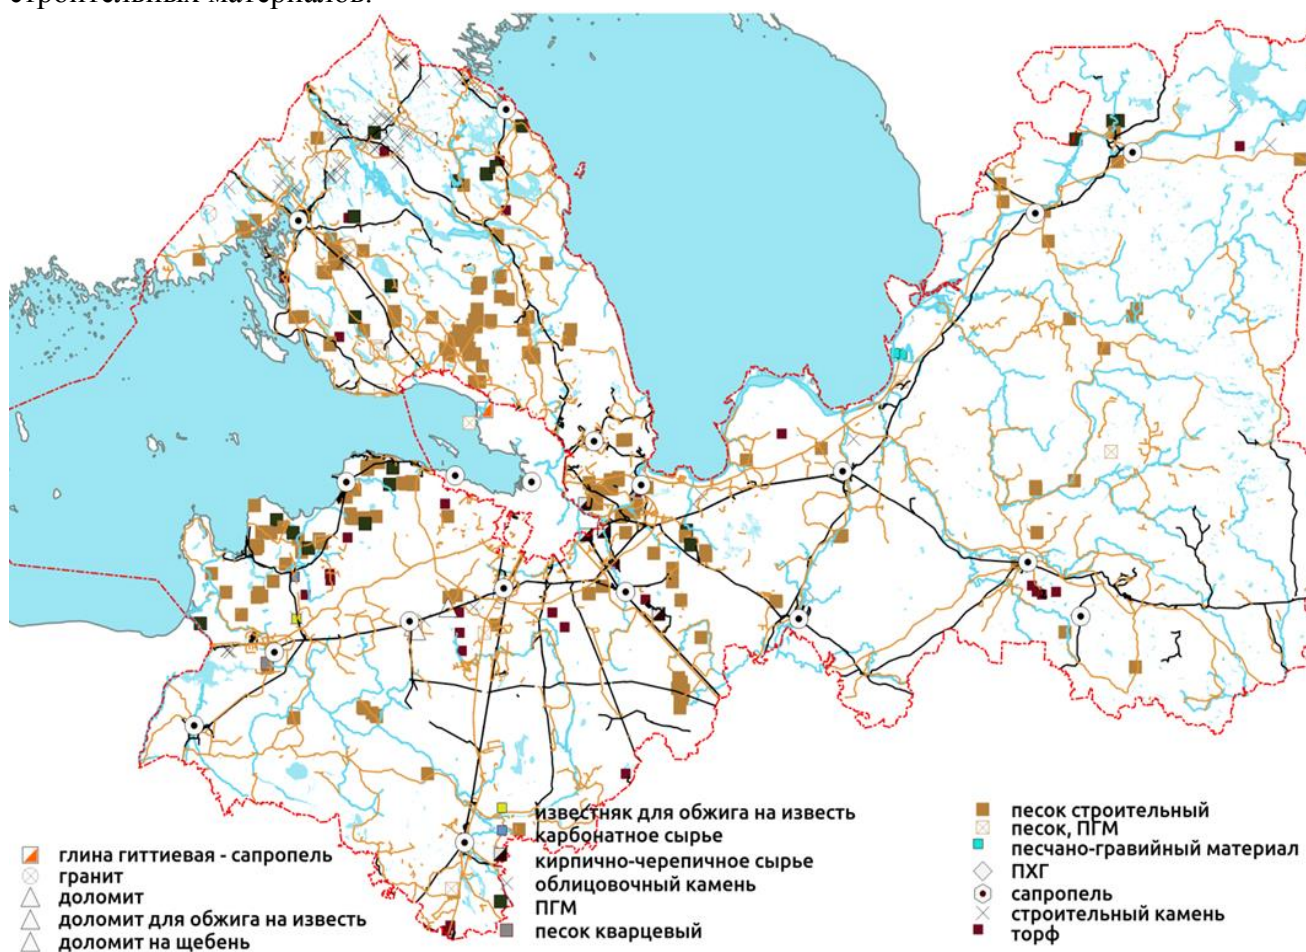 строительных материалов.
глина гиттиевая - сапропель
гранит
доломит
доломит для обжига на известь
доломит на щебень
известняк для обжига на известь
карбонатное сырье
кирпично-черепичное сырье
облицовочный камень
ПГМ
песок кварцевый
песок строительный
песок, ПГМ
песчано-гравийный материал
ПХГ
сапропель
строительный камень
торф